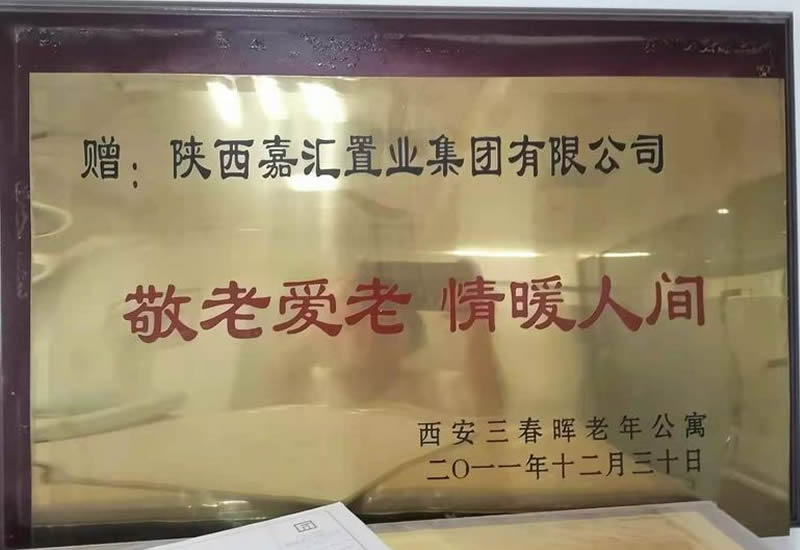 赠：陕西嘉汇置业集团有限公司
敬老爱老 情暖人间
西安三春晖老年公寓
二〇一一年十二月三十日